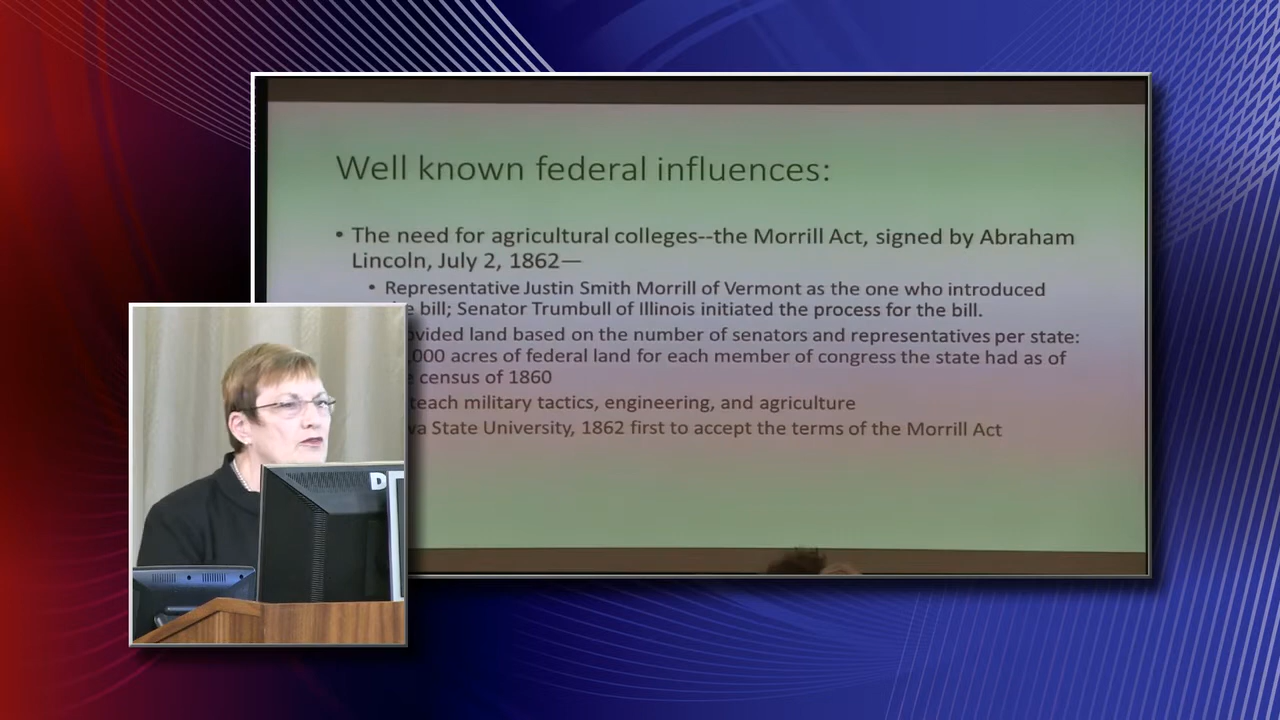 Well known federal influences:
• The need for agricultural colleges--the Morrill Act, signed by Abraham
Lincoln, July 2, 1862—
• Representative Justin Smith Morrill of Vermont as the one who introduced
bill; Senator Trumbull of Illinois initiated the process for the bill.
land based on the number of senators and representatives per state:
000 acres of federal land for each member of congress the state had as of
census of 1860
teach military tactics, engineering, and agriculture
State University, 1862 first to accept the terms of the Morrill Act
D